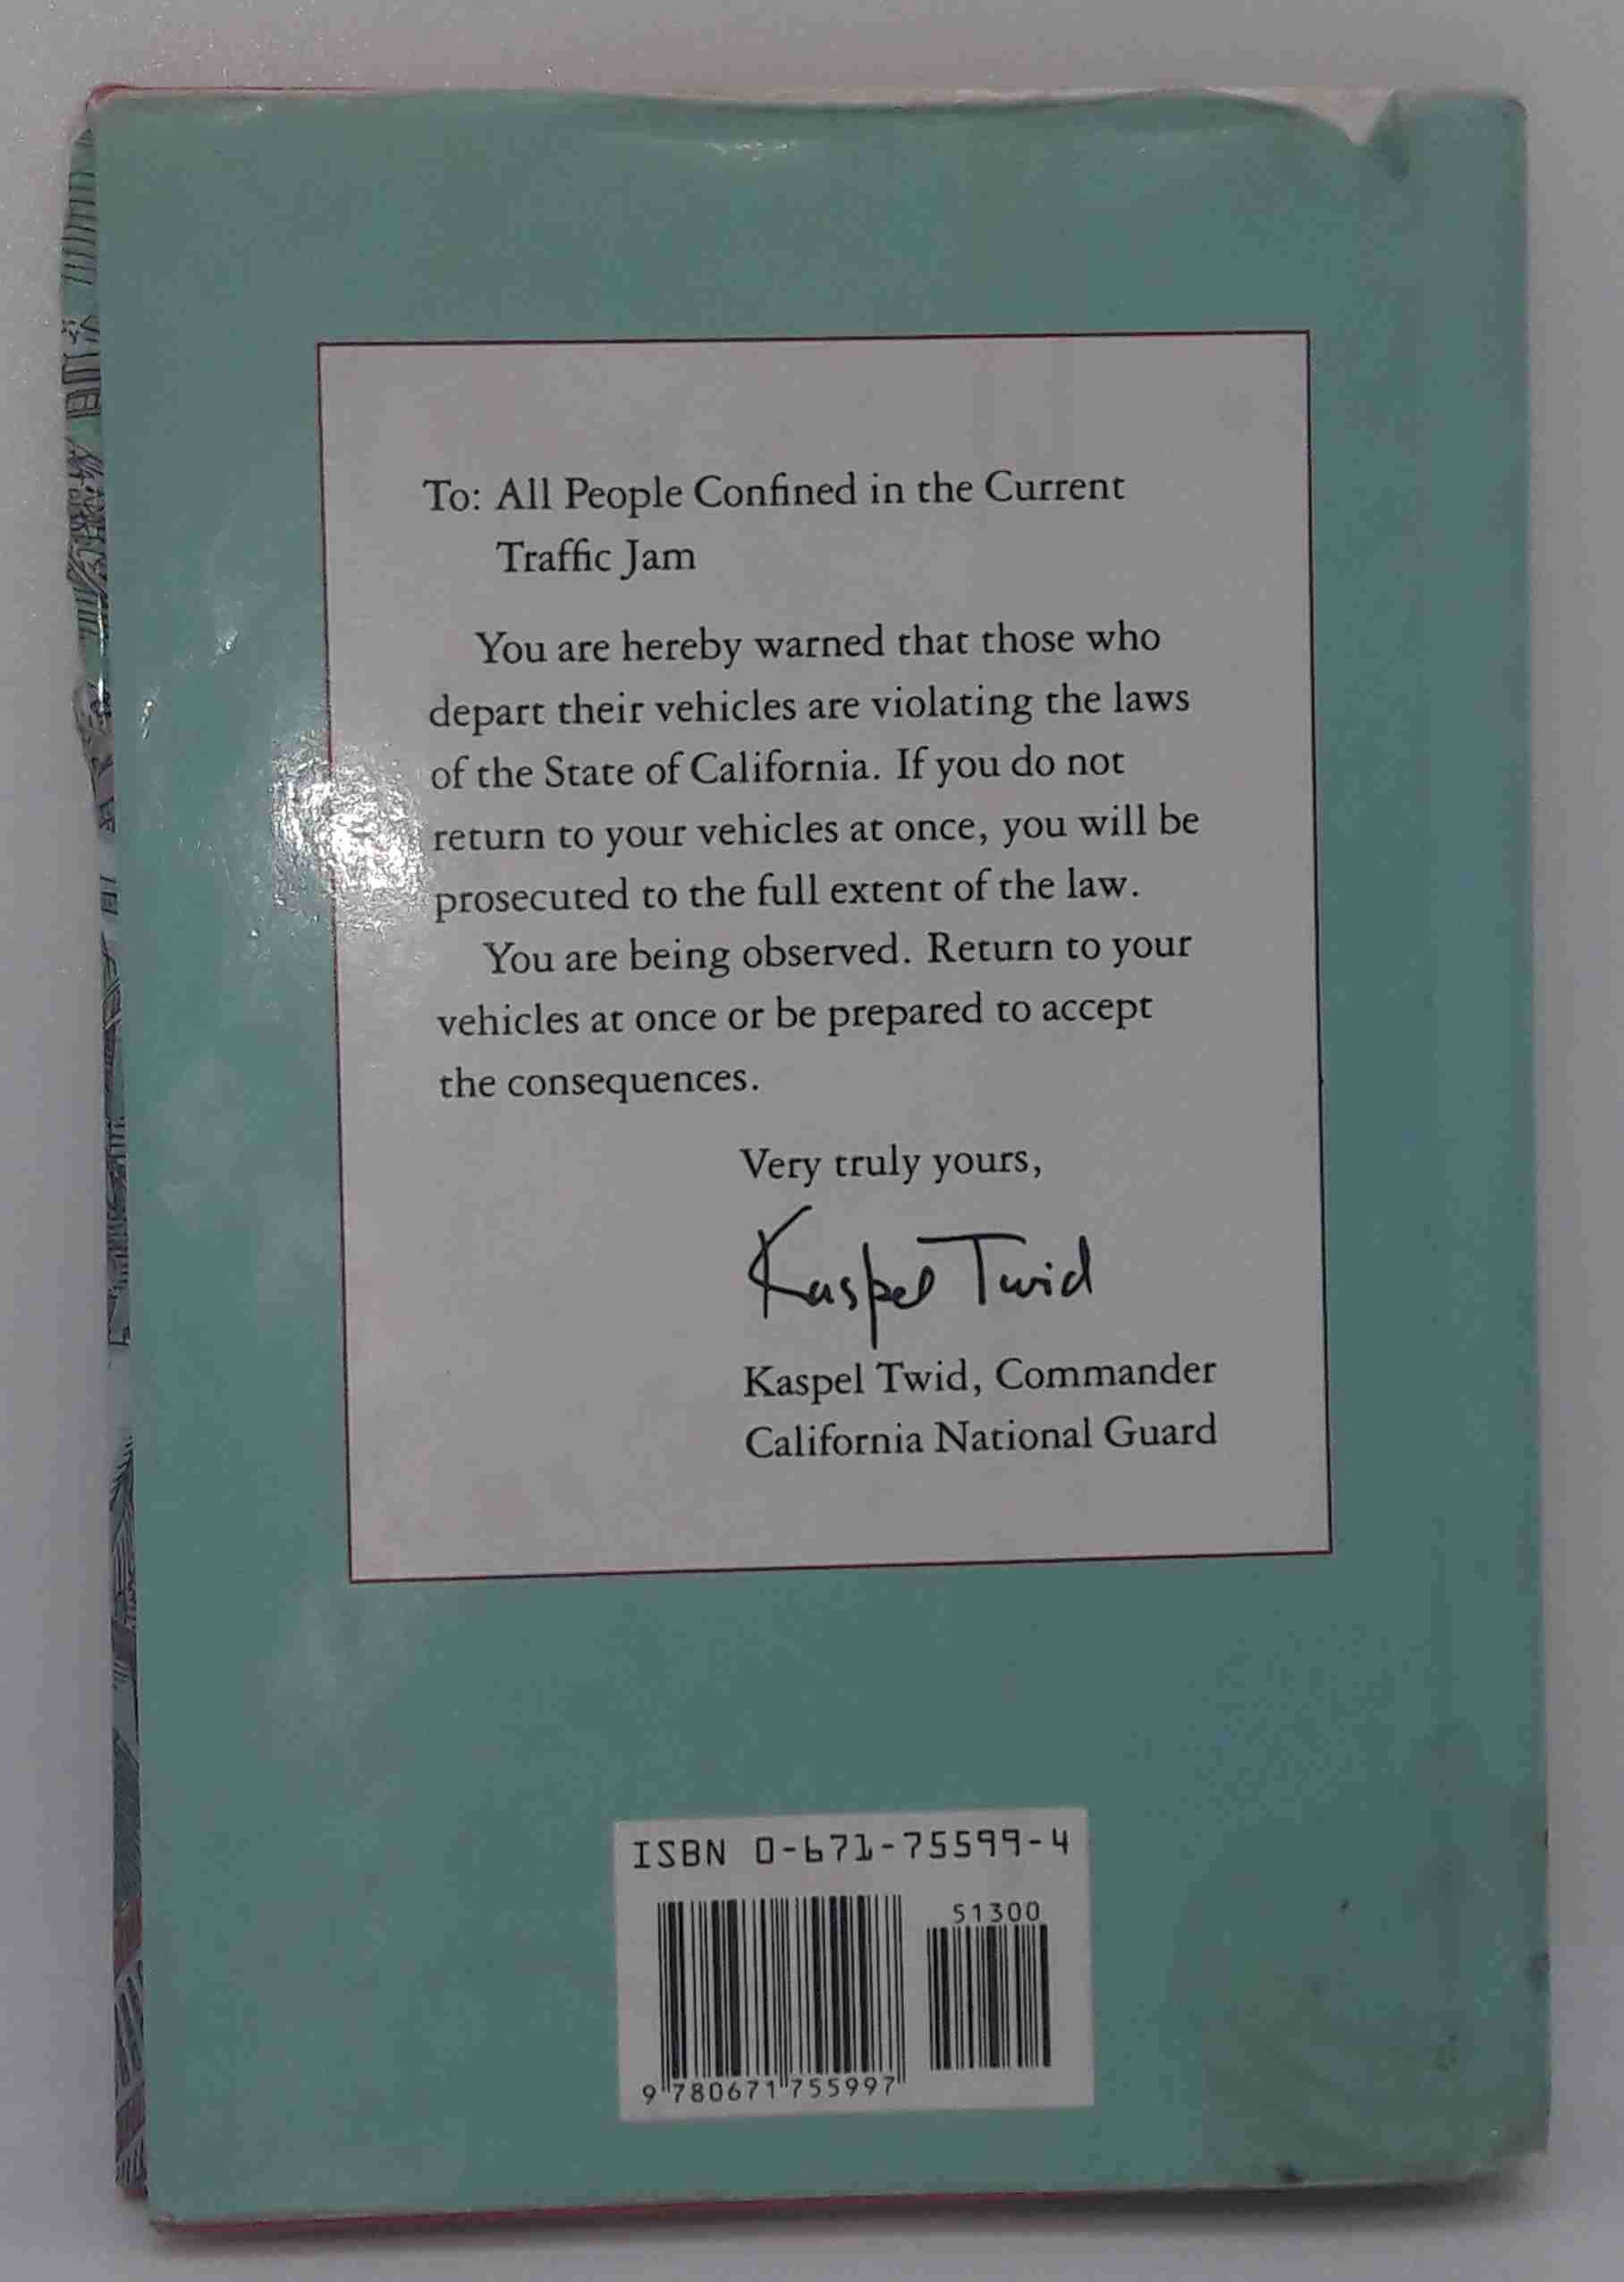 To: All People Confined in the Current
Traffic Jam
You are hereby warned that those who
depart their vehicles are violating the laws
of the State of California. If you do not
return to your vehicles at once, you will be
prosecuted to the full extent of the law.
You are being observed. Return to your
vehicles at once or be prepared to accept
the consequences.
Very truly yours,
Kaspel Twid
Kaspel Twid, Commander
California National Guard
ISBN 0-671-75599-4
51300
9 780671 755997